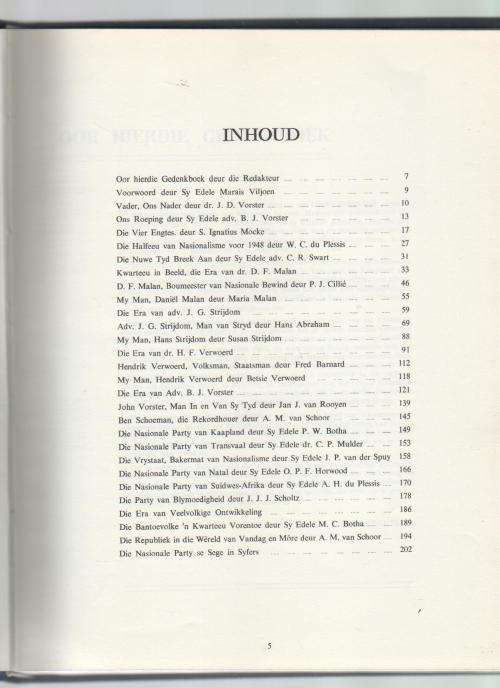 INHOUD
Oor hierdie Gedenkboek deur die Redakteur ... ... ... ... ... ... ... 7
Voorwoord deur Sy Edele Marais Viljoen ... ... ... ... ... ... ... 9
Vader, Ons Nader deur dr. J. D. Vorster ... ... ... ... ... ... ... ... 10
Ons Roeping deur Sy Edele adv. B. J. Vorster ... ... ... ... ... ... 13
Die Vier Engtes. deur S. Ignatius Mocke ... ... ... ... ... ... ... 17
Die Halfeeu van Nasionalisme voor 1948 deur W. C. du Plessis ... ... ... 27
Die Nuwe Tyd Breek Aan deur Sy Edele adv. C. R. Swart ... ... ... 31
Kwarteeu in Beeld, die Era van dr. D. F. Malan ... ... ... ... ... 33
D. F. Malan, Boumeester van Nasionale Bewind deur P. J. Cillié ... ... ... 46
My Man, Daniël Malan deur Maria Malan ... ... ... ... ... ... 55
Die Era van adv. J. G. Strijdom ... ... ... ... ... ... ... ... 59
Adv. J. G. Strijdom, Man van Stryd deur Hans Abraham ... ... ... ... 69
My Man, Hans Strijdom deur Susan Strijdom ... ... ... ... ... ... 88
Die Era van dr. H. F. Verwoerd ... ... ... ... ... ... ... ... 91
Hendrik Verwoerd, Volksman, Staatsman deur Fred Barnard ... ... ... ... 112
My Man, Hendrik Verwoerd deur Betsie Verwoerd ... ... ... ... ... 118
Die Era van Adv. B. J. Vorster ... ... ... ... ... ... ... ... ... 121
John Vorster, Man In en Van Sy Tyd deur Jan J. van Rooyen ... ... ... 139
Ben Schoeman, die Rekordhouer deur A. M. van Schoor ... ... ... ... 145
Die Nasionale Party van Kaapland deur Sy Edele P. W. Botha ... ... ... 149
Die Nasionale Party van Transvaal deur Sy Edele dr. C. P. Mulder ... ... 153
Die Vrystaat, Bakermat van Nasionalisme deur Sy Edele J. P. van der Spuy 158
Die Nasionale Party van Natal deur Sy Edele O. P. F. Horwood ... ... 166
Die Nasionale Party van Suidwes-Afrika deur Sy Edele A. H. du Plessis ... 170
Die Party van Blymoedigheid deur J. J. J. Scholtz ... ... ... ... ... 178
Die Era van Veelvolkige Ontwikkeling ... ... ... ... ... ... ... 186
Die Bantoevolke 'n Kwarteeu Vorentoe deur Sy Edele M. C. Botha ... ... 189
Die Republiek in die Wêreld van Vandag en Môre deur A. M. van Schoor ... 194
Die Nasionale Party se Sege in Syfers ... ... ... ... ... ... ... 202
5